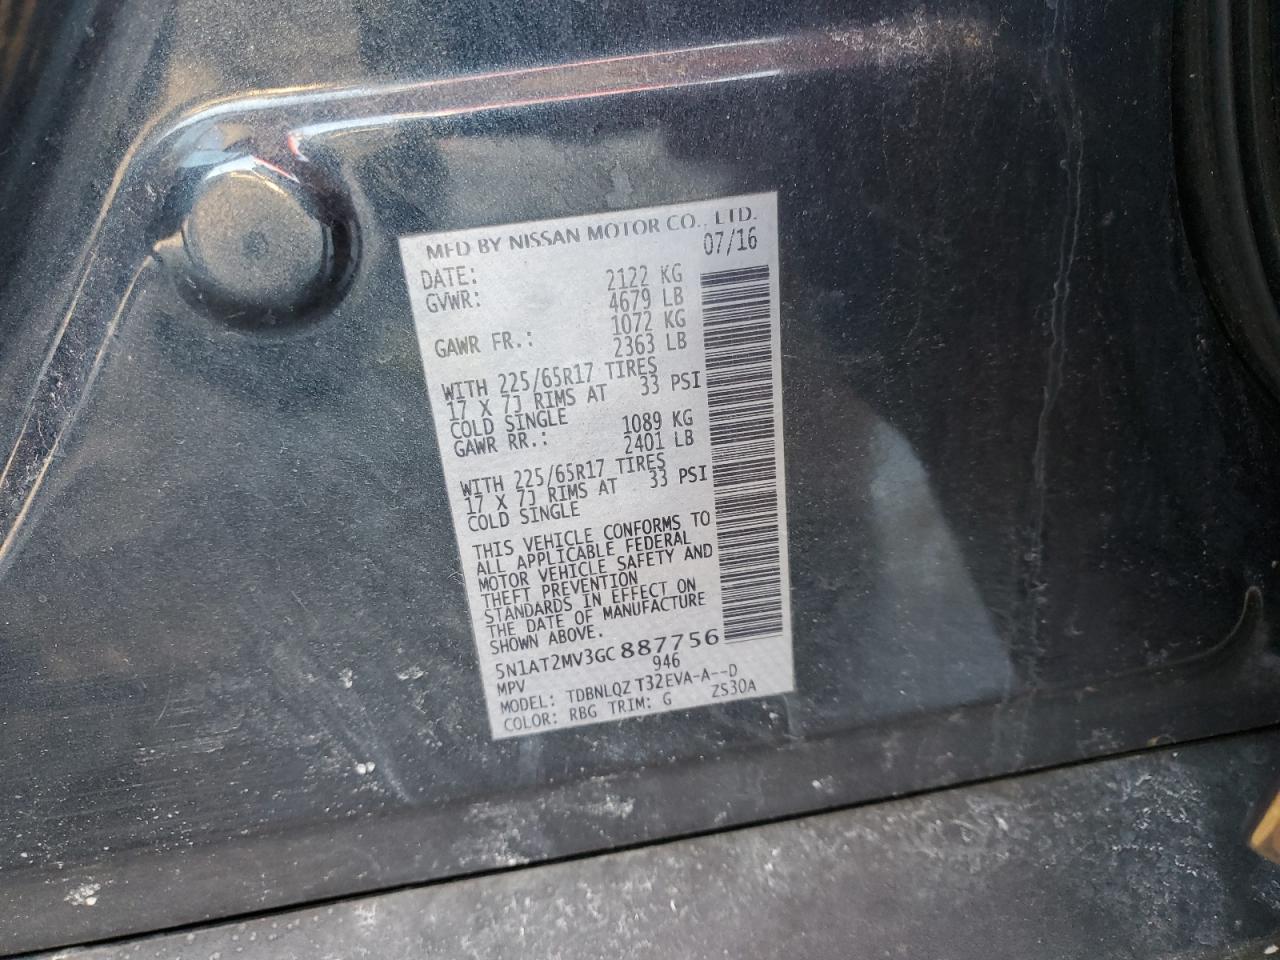 MFD BY NISSAN MOTOR CO., LTD.
DATE: 07/16
GVWR: 2122 KG
4679 LB
GAWR FR.: 1072 KG
2363 LB
WITH 225/65R17 TIRES
17 X 7J RIMS AT 33 PSI
COLD SINGLE
GAWR RR.: 1089 KG
2401 LB
WITH 225/65R17 TIRES
17 X 7J RIMS AT 33 PSI
COLD SINGLE
THIS VEHICLE CONFORMS TO
ALL APPLICABLE FEDERAL
MOTOR VEHICLE SAFETY AND
THEFT PREVENTION
STANDARDS IN EFFECT ON
THE DATE OF MANUFACTURE
SHOWN ABOVE.
5N1AT2MV3GC887756
MPV 946
MODEL: TDBNLQZ T32EVA-A--D
COLOR: RBG TRIM: G ZS30A